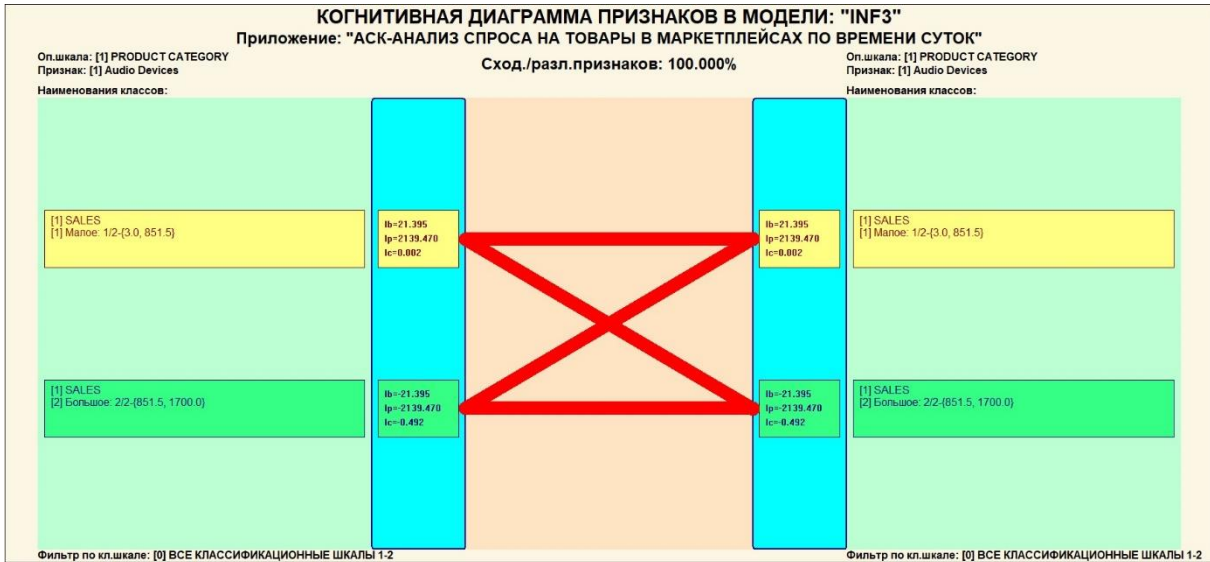 КОГНИТИВНАЯ ДИАГРАММА ПРИЗНАКОВ В МОДЕЛИ: "INF3"
Приложение: "АСК-АНАЛИЗ СПРОСА НА ТОВАРЫ В МАРКЕТПЛЕЙСАХ ПО ВРЕМЕНИ СУТОК"
Оп.шкала: [1] PRODUCT CATEGORY
Признак: [1] Audio Devices
Наименования классов:
Сход./разл.признаков: 100.000%
Оп.шкала: [1] PRODUCT CATEGORY
Признак: [1] Audio Devices
Наименования классов:
[1] SALES
[1] Малое: 1/2-{3.0, 851.5}
Ib=21.395
Ip=2139.470
Ic=0.002
Ib=21.395
Ip=2139.470
Ic=0.002
[1] SALES
[1] Малое: 1/2-{3.0, 851.5}
[1] SALES
[2] Большое: 2/2-{851.5, 1700.0}
Ib=-21.395
Ip=-2139.470
Ic=-0.492
Ib=-21.395
Ip=-2139.470
Ic=-0.492
[1] SALES
[2] Большое: 2/2-{851.5, 1700.0}
Фильтр по кл.шкале: [0] ВСЕ КЛАССИФИКАЦИОННЫЕ ШКАЛЫ 1-2
Фильтр по кл.шкале: [0] ВСЕ КЛАССИФИКАЦИОННЫЕ ШКАЛЫ 1-2